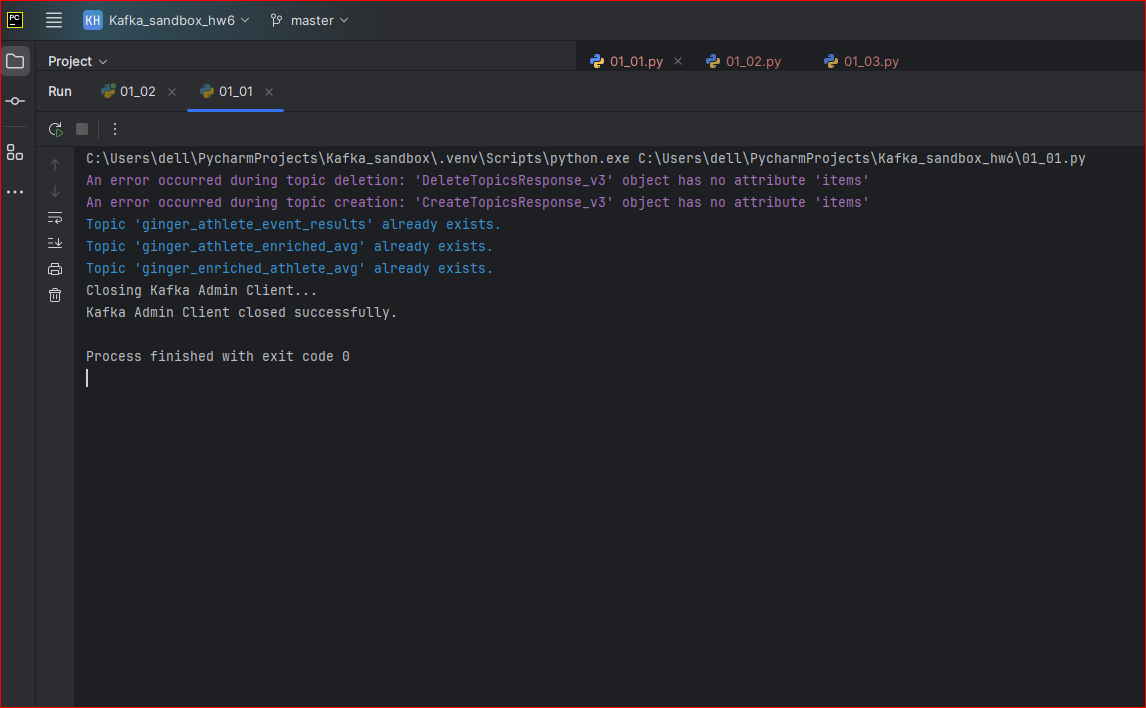 PC
KH Kafka_sandbox_hw6 master
Project 01_01.py 01_02.py 01_03.py
Run 01_02 01_01
C:\Users\dell\PycharmProjects\Kafka_sandbox\.venv\Scripts\python.exe C:\Users\dell\PycharmProjects\Kafka_sandbox_hw6\01_01.py
An error occurred during topic deletion: 'DeleteTopicsResponse_v3' object has no attribute 'items'
An error occurred during topic creation: 'CreateTopicsResponse_v3' object has no attribute 'items'
Topic 'ginger_athlete_event_results' already exists.
Topic 'ginger_athlete_enriched_avg' already exists.
Topic 'ginger_enriched_athlete_avg' already exists.
Closing Kafka Admin Client...
Kafka Admin Client closed successfully.
Process finished with exit code 0